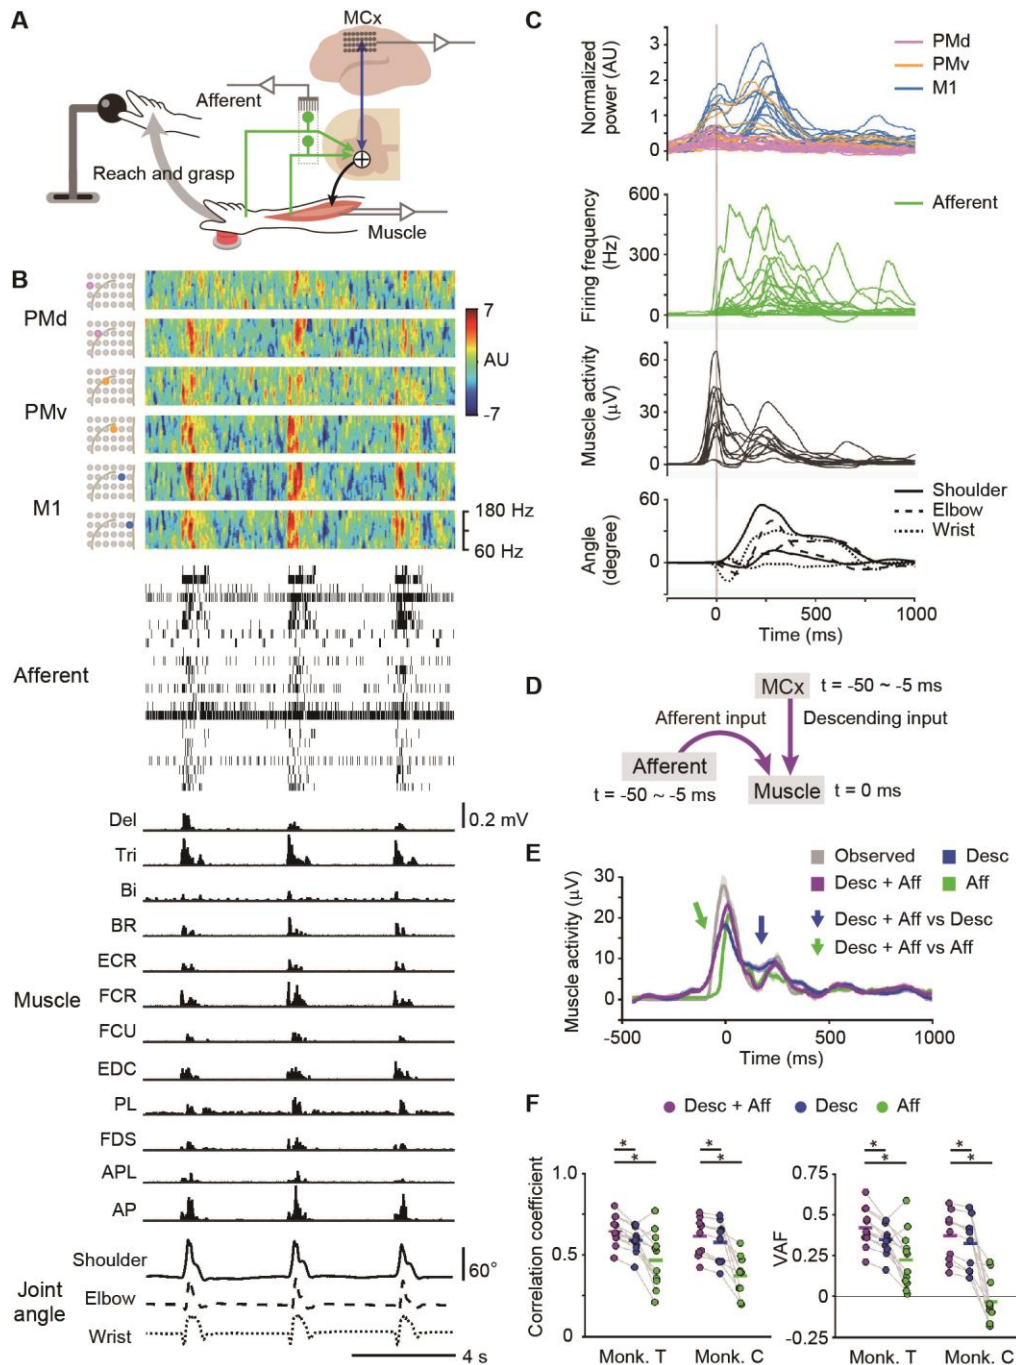 A
MCx
Afferent
Reach and grasp
Muscle
B
PMd
PMv
M1
7
AU
-7
180 Hz
60 Hz
Afferent
Muscle
Del
0.2 mV
Tri
Bi
BR
ECR
FCR
FCU
EDC
PL
FDS
APL
AP
Joint
angle
Shoulder
60°
Elbow
Wrist
4 s
C
Normalized
power (AU)
3
2
1
0
PMd
PMv
M1
Firing frequency
(Hz)
600
300
0
Afferent
Muscle activity
(μV)
60
30
0
Angle
(degree)
60
0
Shoulder
Elbow
Wrist
0
500
1000
Time (ms)
D
MCx
t = -50 ~ -5 ms
Afferent input
Descending input
Afferent
t = -50 ~ -5 ms
Muscle
t = 0 ms
E
Muscle activity (μV)
30
20
10
0
-500
0
500
1000
Time (ms)
Observed
Desc
Desc + Aff
Aff
Desc + Aff vs Desc
Desc + Aff vs Aff
F
Desc + Aff
Desc
Aff
Correlation coefficient
1.0
0.5
0
* * * *
Monk. T
Monk. C
VAF
0.75
0.50
0.25
0
-0.25
* * * *
Monk. T
Monk. C